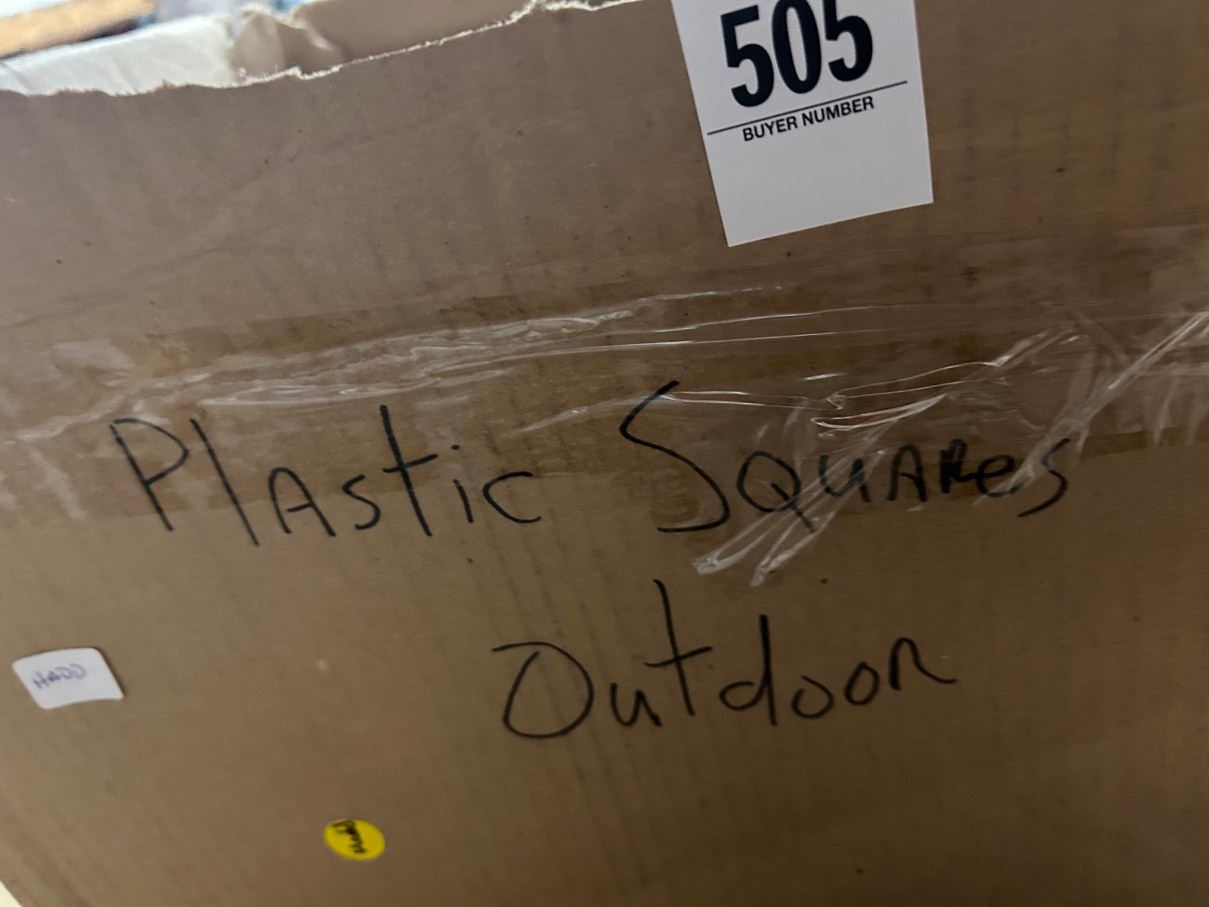 505
BUYER NUMBER
Plastic Squares
Outdoor